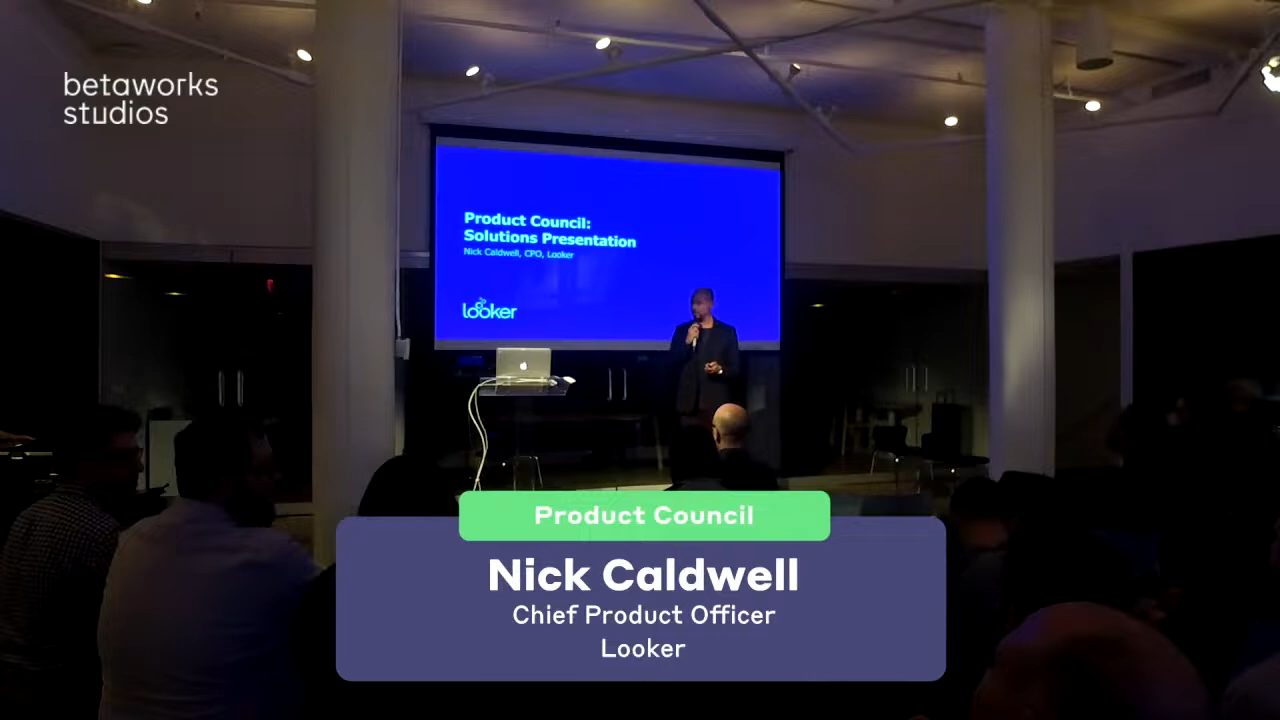 betaworks
studios
Product Council:
Solutions Presentation
Nick Caldwell, CPO, Looker
looker
Product Council
Nick Caldwell
Chief Product Officer
Looker